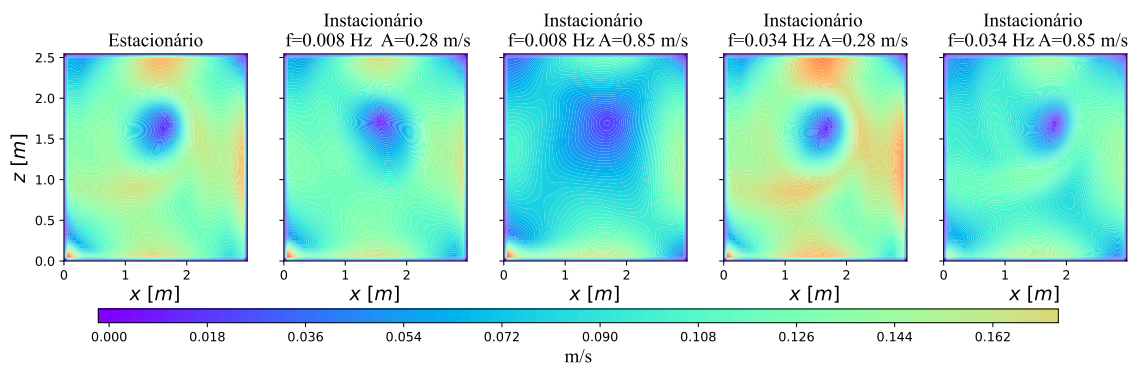 Estacionário
Instacionário
f=0.008 Hz  A=0.28 m/s
Instacionário
f=0.008 Hz A=0.85 m/s
Instacionário
f=0.034 Hz A=0.28 m/s
Instacionário
f=0.034 Hz A=0.85 m/s
z [m]
2.5
2.0
1.5
1.0
0.5
0.0
0 1 2
0 1 2
0 1 2
0 1 2
0 1 2
x [m]
x [m]
x [m]
x [m]
x [m]
0.000 0.018 0.036 0.054 0.072 0.090 0.108 0.126 0.144 0.162
m/s